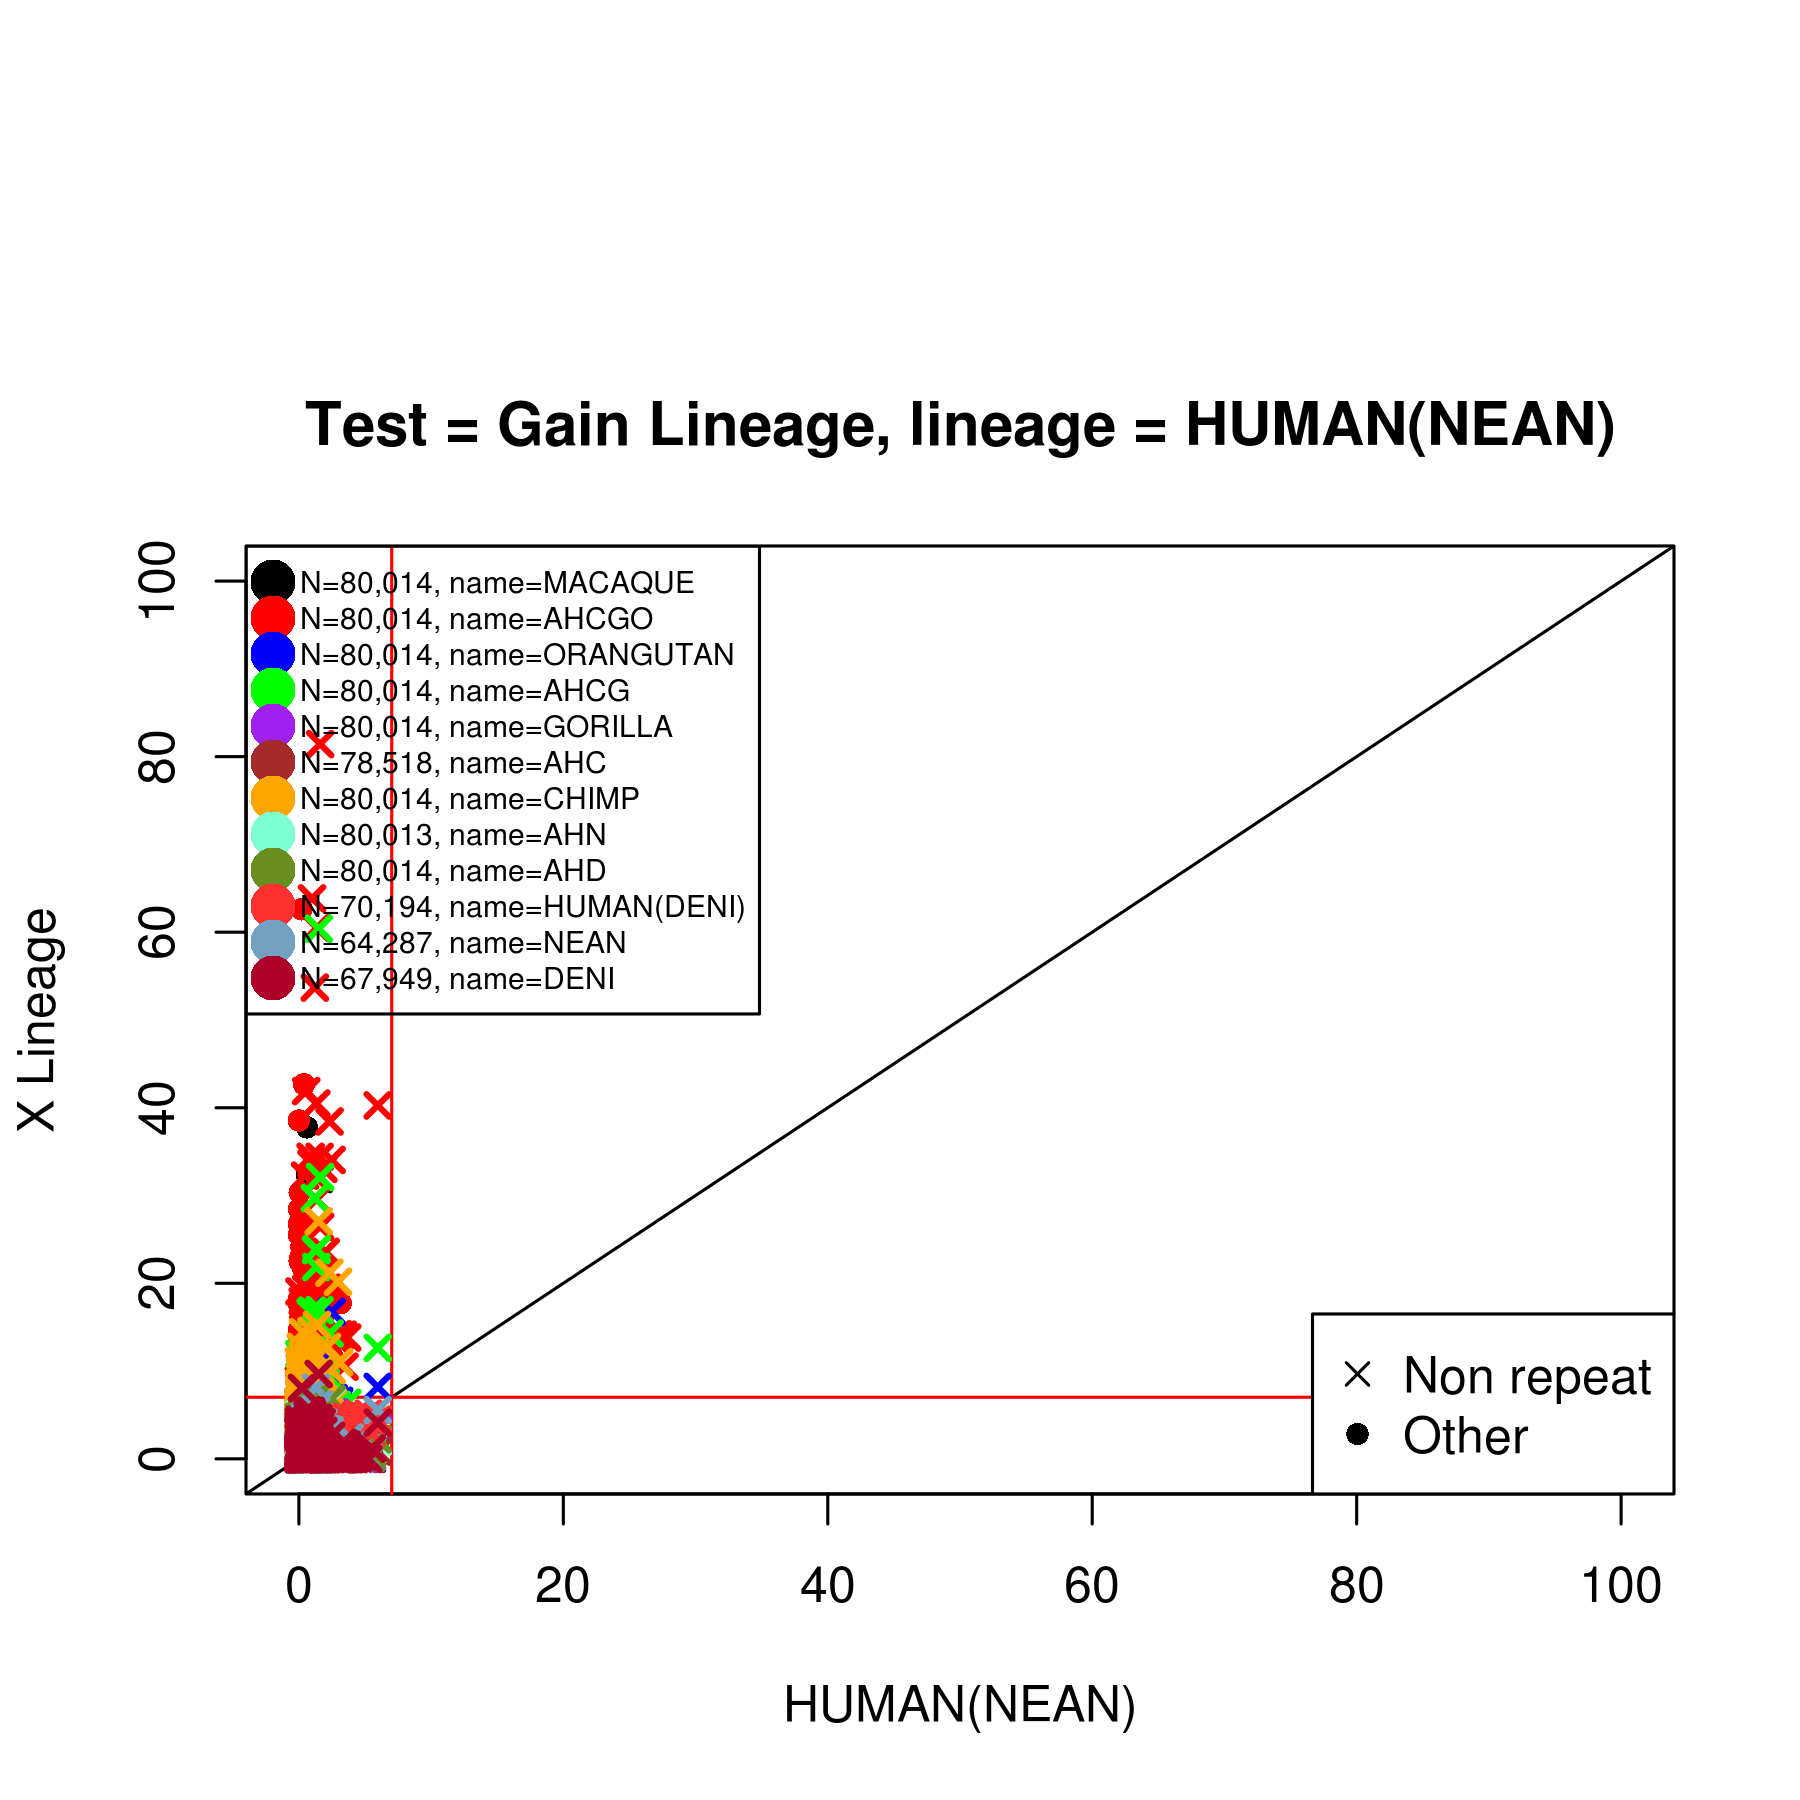 Test = Gain Lineage, lineage = HUMAN(NEAN)
X Lineage
100
80
60
40
20
0
N=80,014, name=MACAQUE
N=80,014, name=AHCGO
N=80,014, name=ORANGUTAN
N=80,014, name=AHCG
N=80,014, name=GORILLA
N=78,518, name=AHC
N=80,014, name=CHIMP
N=80,013, name=AHN
N=80,014, name=AHD
N=70,194, name=HUMAN(DENI)
N=64,287, name=NEAN
N=67,949, name=DENI
Non repeat
Other
0 20 40 60 80 100
HUMAN(NEAN)